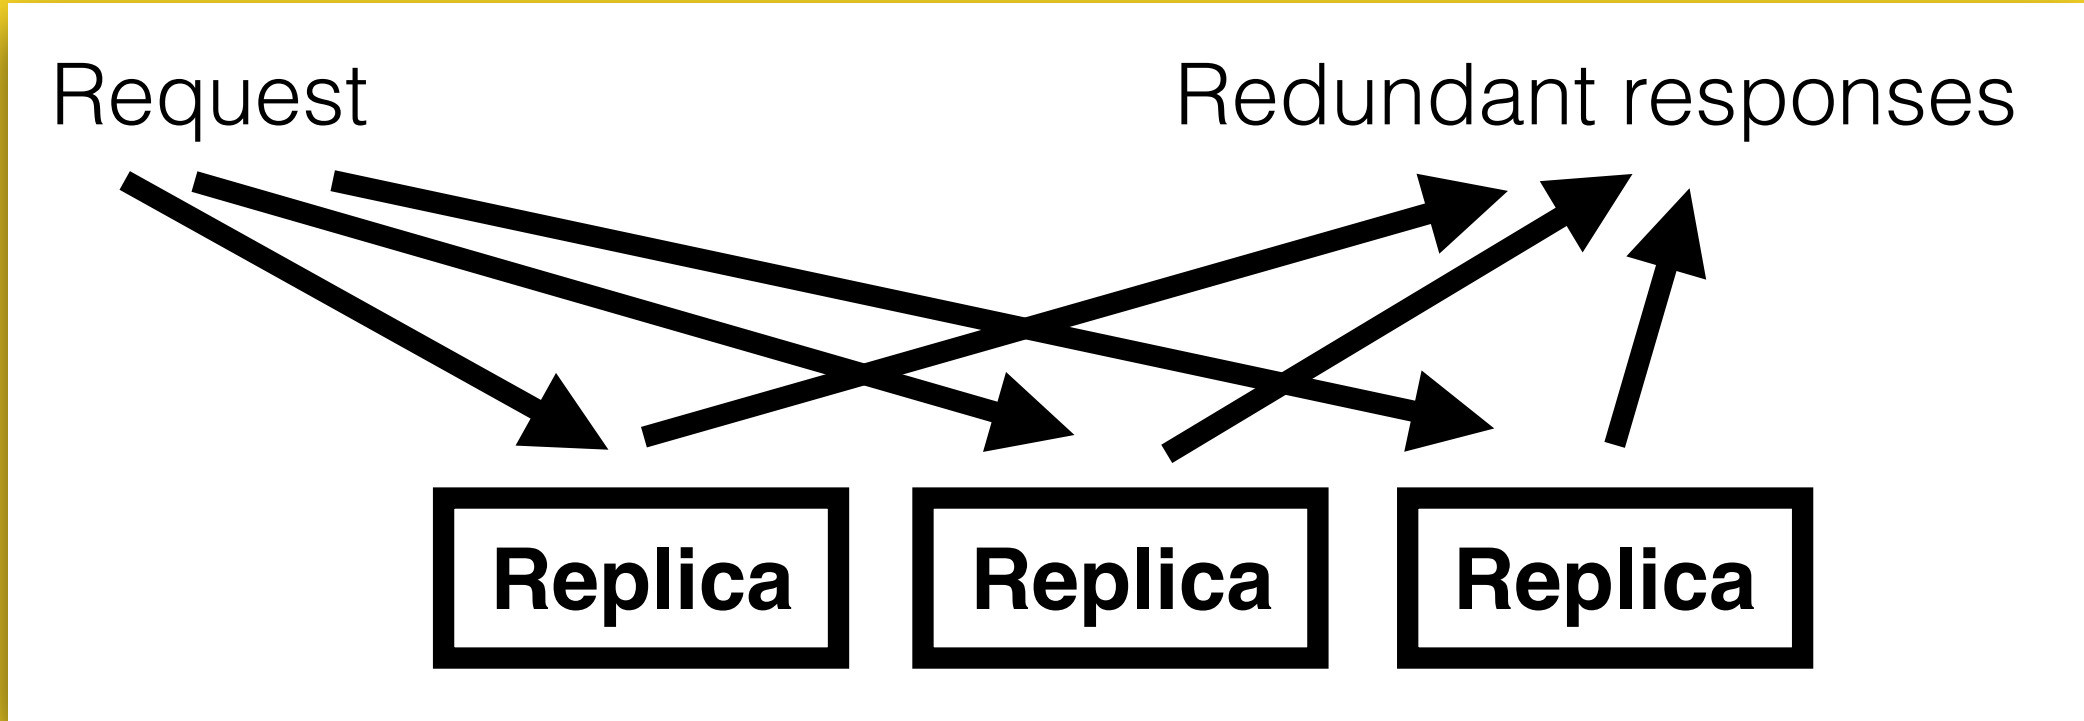 Request
Redundant responses
Replica
Replica
Replica